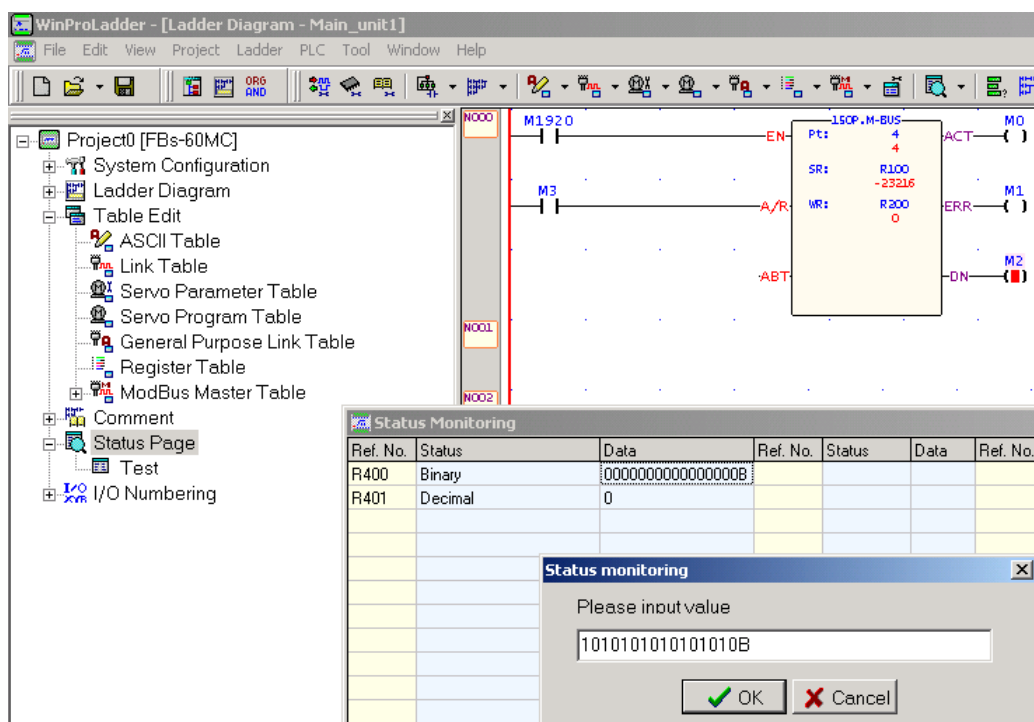 WinProLadder - [Ladder Diagram - Main_unit1]
File Edit View Project Ladder PLC Tool Window Help
ORG
AND
Project0 [FBs-60MC]
System Configuration
Ladder Diagram
Table Edit
ASCII Table
Link Table
Servo Parameter Table
Servo Program Table
General Purpose Link Table
Register Table
ModBus Master Table
Comment
Status Page
Test
I/O Numbering
N000
M1920
EN
150P.M-BUS
Pt: 4
4
SR: R100
-23216
WR: R200
0
ACT
M0
M3
A/R
ERR
M1
ABT
DN
M2
N001
N002
Status Monitoring
Ref. No. Status Data Ref. No. Status Data Ref. No.
R400 Binary 0000000000000000B
R401 Decimal 0
Status monitoring
Please input value
1010101010101010B
OK Cancel